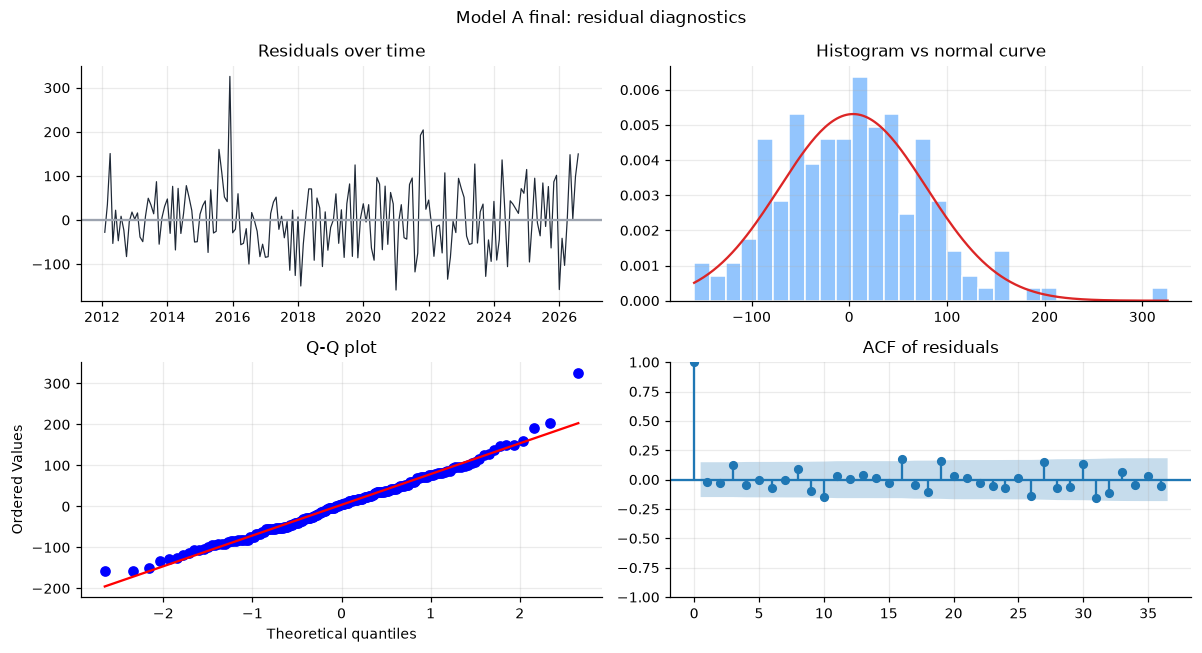 Model A final: residual diagnostics
Residuals over time
300
200
100
0
−100
2012 2014 2016 2018 2020 2022 2024 2026
Histogram vs normal curve
0.006
0.005
0.004
0.003
0.002
0.001
0.000
−100 0 100 200 300
Q-Q plot
Ordered Values
300
200
100
0
−100
−200
−2 −1 0 1 2
Theoretical quantiles
ACF of residuals
1.00
0.75
0.50
0.25
0.00
−0.25
−0.50
−0.75
−1.00
0 5 10 15 20 25 30 35